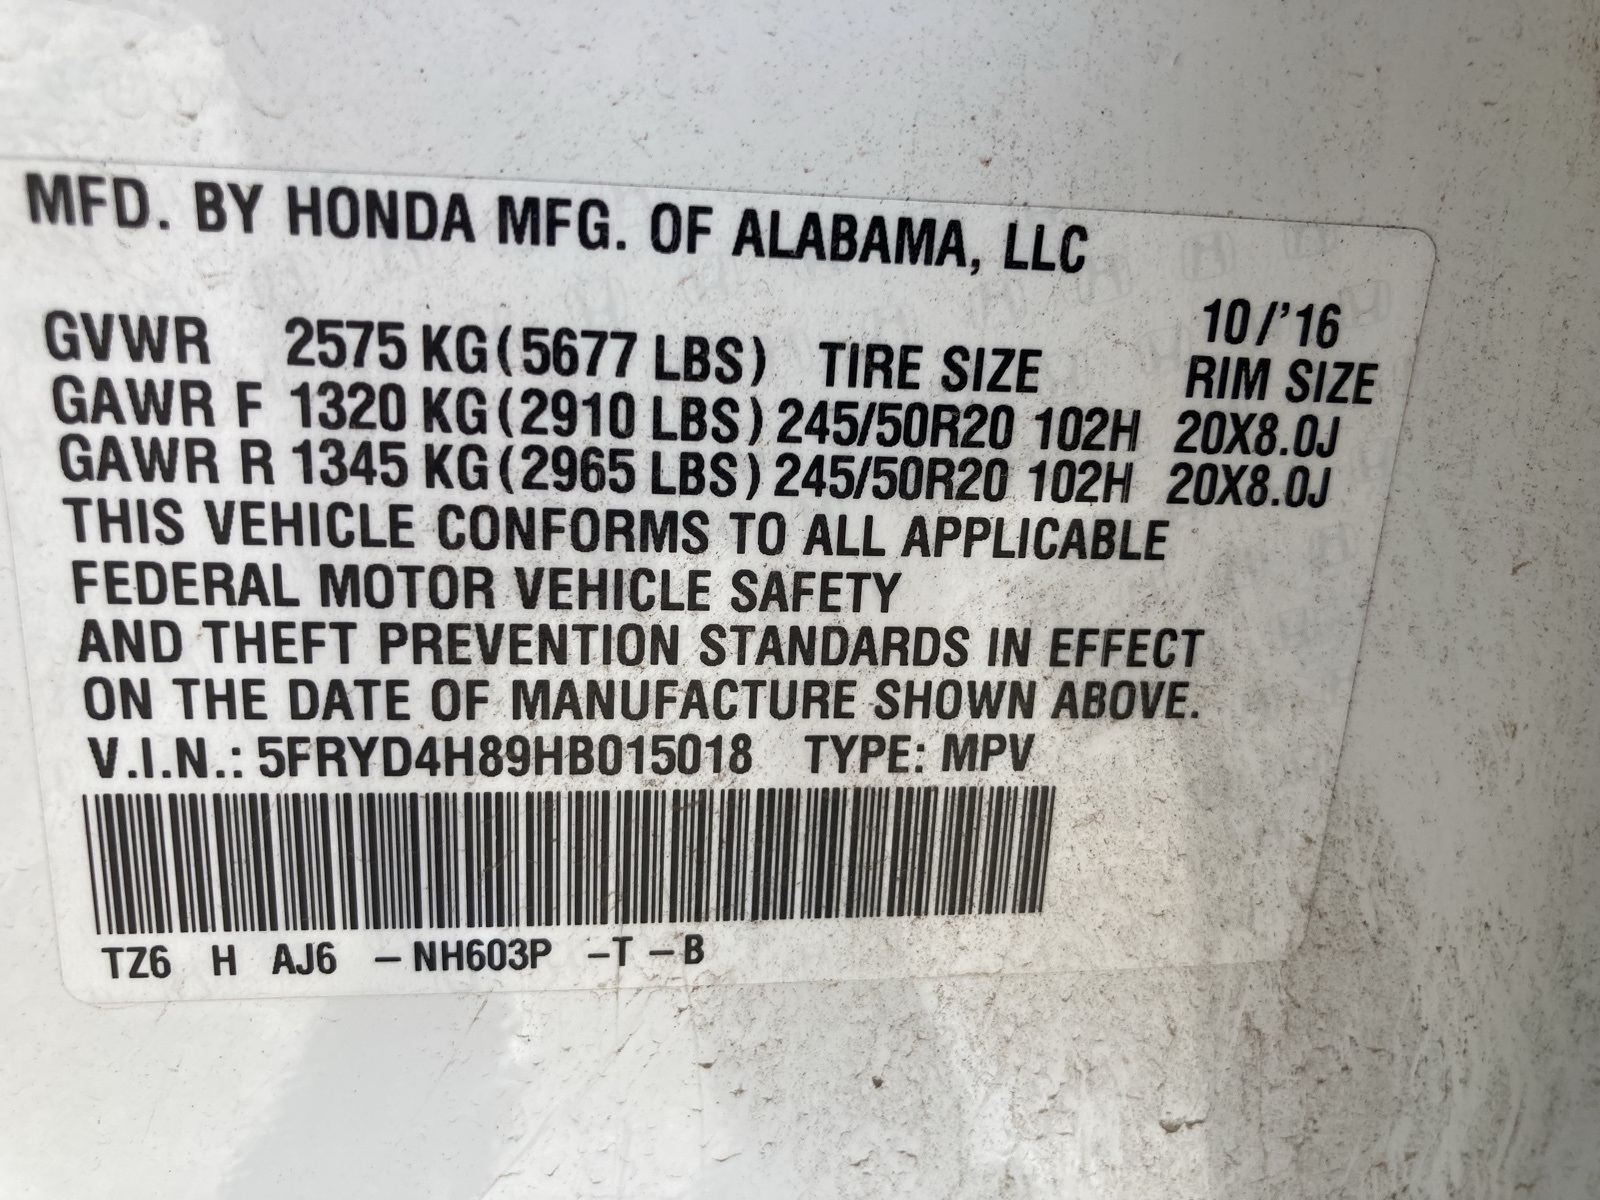 MFD. BY HONDA MFG. OF ALABAMA, LLC
10/'16
GVWR 2575 KG (5677 LBS) TIRE SIZE RIM SIZE
GAWR F 1320 KG (2910 LBS) 245/50R20 102H 20X8.0J
GAWR R 1345 KG (2965 LBS) 245/50R20 102H 20X8.0J
THIS VEHICLE CONFORMS TO ALL APPLICABLE
FEDERAL MOTOR VEHICLE SAFETY
AND THEFT PREVENTION STANDARDS IN EFFECT
ON THE DATE OF MANUFACTURE SHOWN ABOVE.
V.I.N.: 5FRYD4H89HB015018 TYPE: MPV
TZ6 H AJ6 –NH603P –T –B